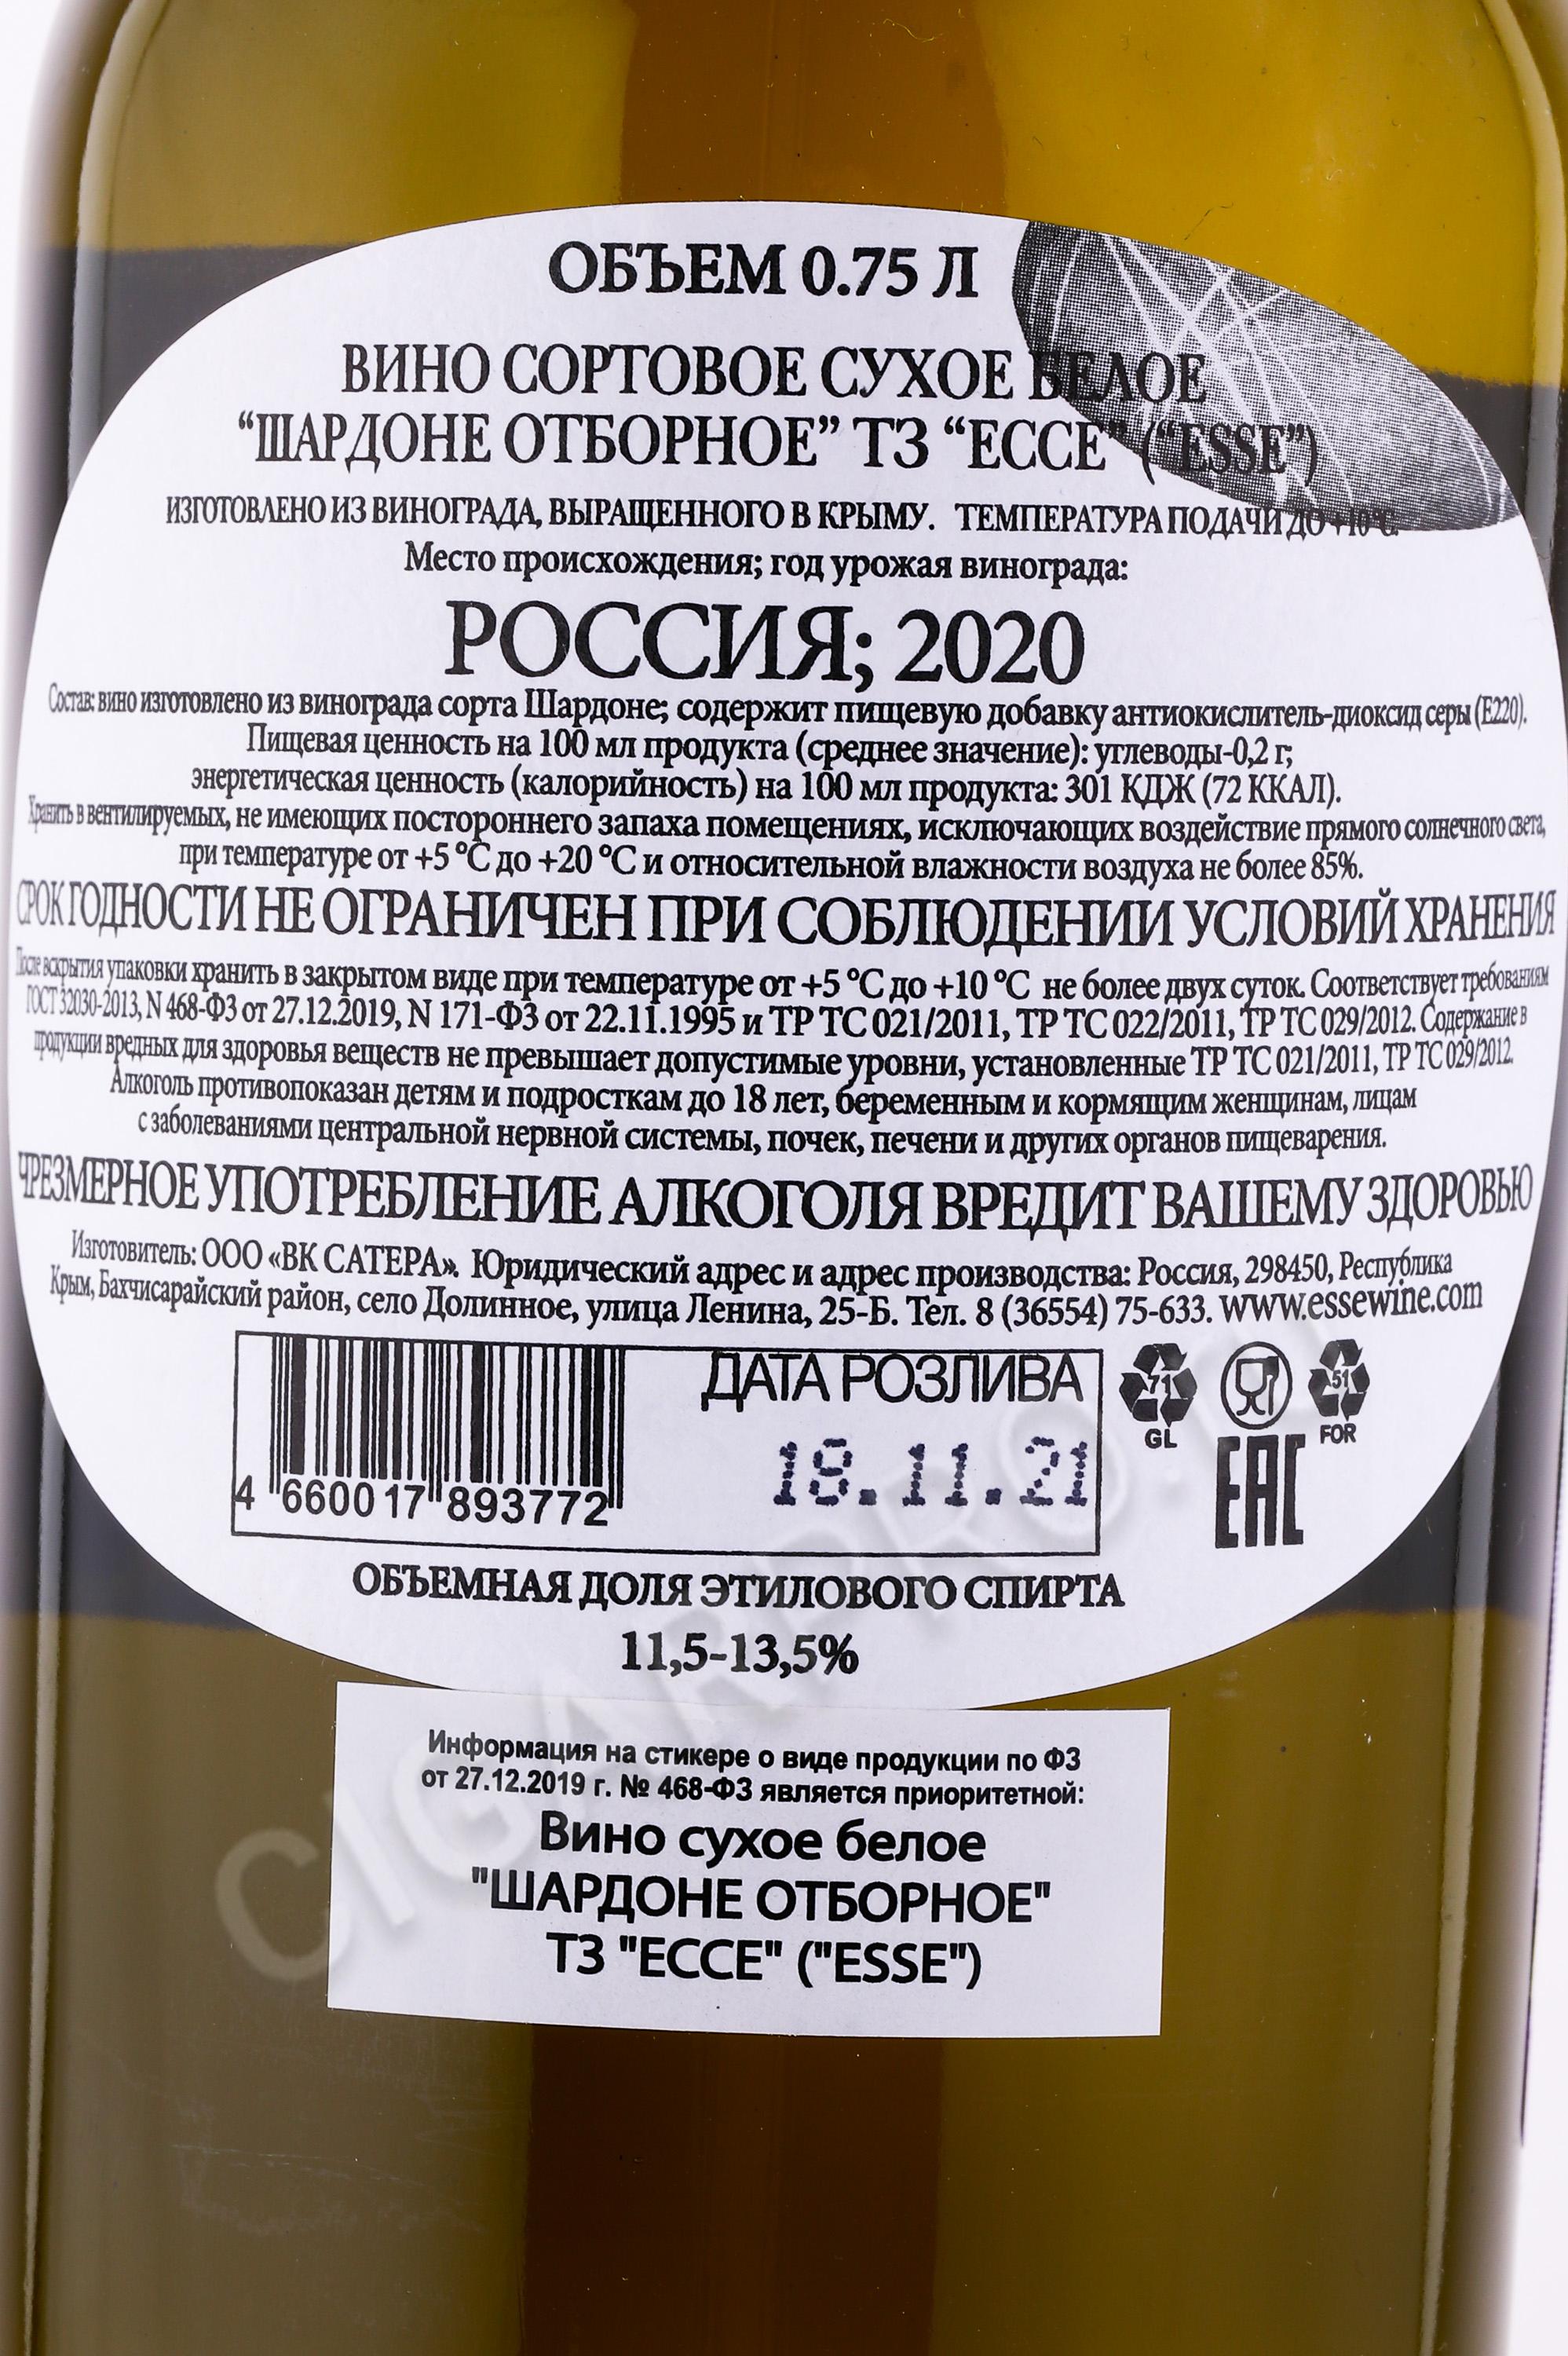 ОБЪЕМ 0.75 Л
ВИНО СОРТОВОЕ СУХОЕ БЕЛОЕ
“ШАРДОНЕ ОТБОРНОЕ” ТЗ “ЕССЕ” (“ESSE”)
ИЗГОТОВЛЕНО ИЗ ВИНОГРАДА, ВЫРАЩЕННОГО В КРЫМУ. ТЕМПЕРАТУРА ПОДАЧИ ДО +10°C.
Место происхождения; год урожая винограда:
РОССИЯ; 2020
Состав: вино изготовлено из винограда сорта Шардоне; содержит пищевую добавку антиокислитель-диоксид серы (Е220).
Пищевая ценность на 100 мл продукта (среднее значение): углеводы-0,2 г;
энергетическая ценность (калорийность) на 100 мл продукта: 301 КДЖ (72 ККАЛ).
Хранить в вентилируемых, не имеющих постороннего запаха помещениях, исключающих воздействие прямого солнечного света,
при температуре от +5 °C до +20 °C и относительной влажности воздуха не более 85%.
СРОК ГОДНОСТИ НЕ ОГРАНИЧЕН ПРИ СОБЛЮДЕНИИ УСЛОВИЙ ХРАНЕНИЯ
После вскрытия упаковки хранить в закрытом виде при температуре от +5 °C до +10 °C не более двух суток. Соответствует требованиям
ГОСТ 32030-2013, N 468-ФЗ от 27.12.2019, N 171-ФЗ от 22.11.1995 и ТР ТС 021/2011, ТР ТС 022/2011, ТР ТС 029/2012. Содержание в
продукции вредных для здоровья веществ не превышает допустимые уровни, установленные ТР ТС 021/2011, ТР ТС 029/2012.
Алкоголь противопоказан детям и подросткам до 18 лет, беременным и кормящим женщинам, лицам
с заболеваниями центральной нервной системы, почек, печени и других органов пищеварения.
ЧРЕЗМЕРНОЕ УПОТРЕБЛЕНИЕ АЛКОГОЛЯ ВРЕДИТ ВАШЕМУ ЗДОРОВЬЮ
Изготовитель: ООО «ВК САТЕРА». Юридический адрес и адрес производства: Россия, 298450, Республика
Крым, Бахчисарайский район, село Долинное, улица Ленина, 25-Б. Тел. 8 (36554) 75-633. www.essewine.com
ДАТА РОЗЛИВА
18.11.21
4 660017 893772
71
GL
51
FOR
EAC
ОБЪЕМНАЯ ДОЛЯ ЭТИЛОВОГО СПИРТА
11,5-13,5%
Информация на стикере о виде продукции по ФЗ
от 27.12.2019 г. № 468-ФЗ является приоритетной:
Вино сухое белое
"ШАРДОНЕ ОТБОРНОЕ"
ТЗ "ЕССЕ" ("ESSE")
CIGARPRO.RU